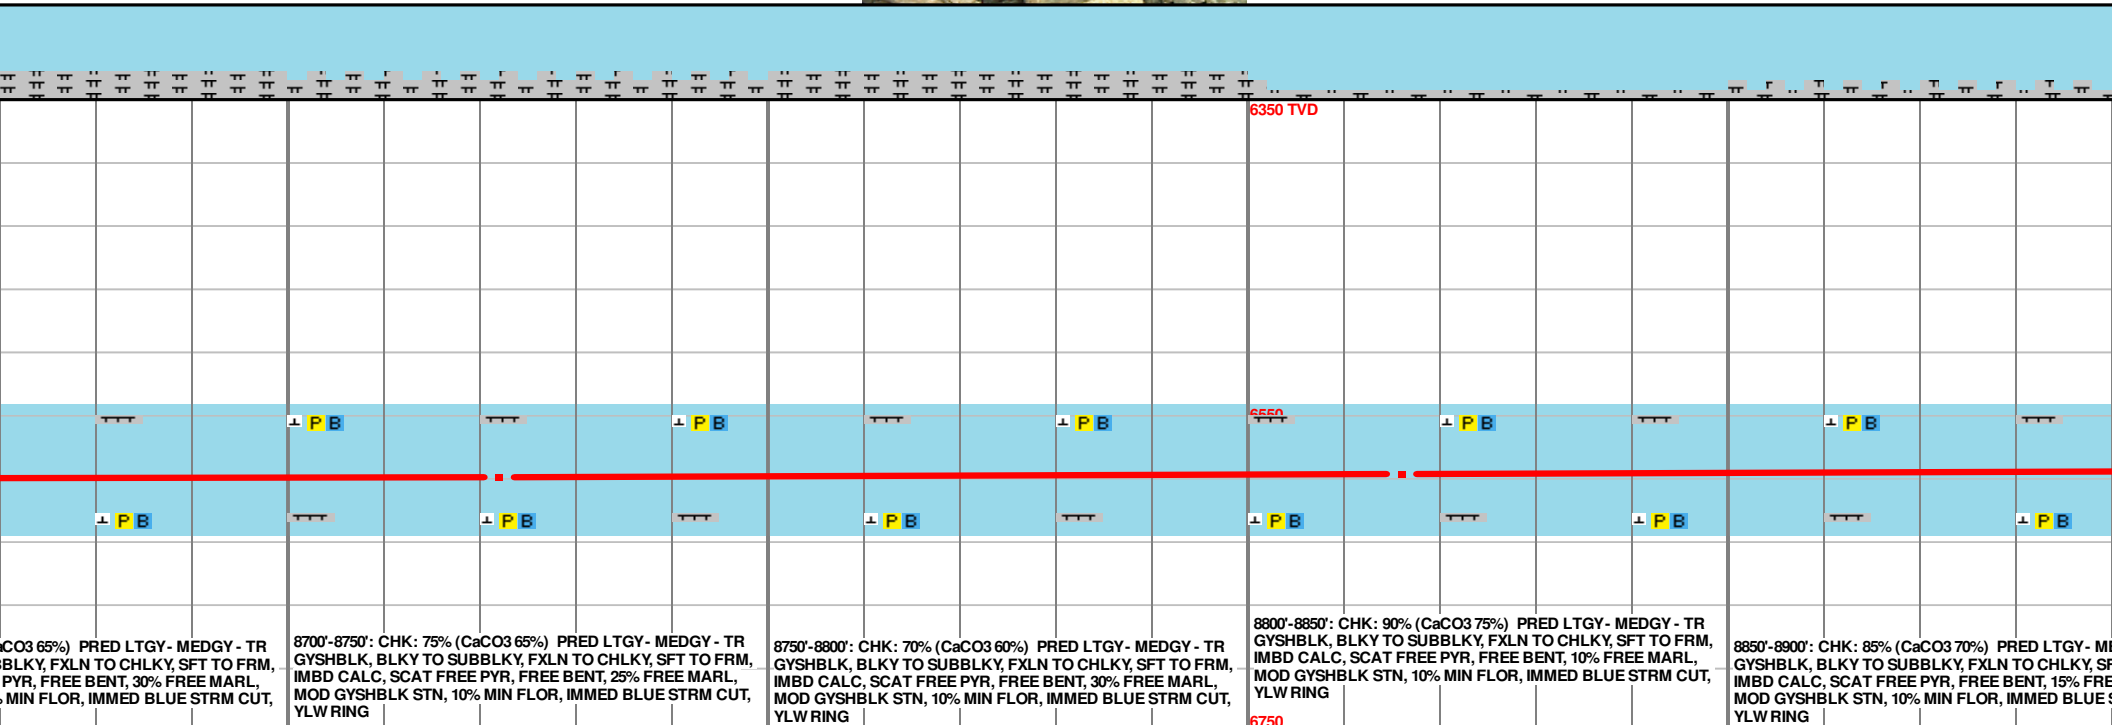 6350 TVD
6550
P B
P B
P B
P B
P B
P B
P B
P B
P B
P B
P B
aCO3 65%) PRED LTGY - MEDGY - TR
BLKY, FXLN TO CHLKY, SFT TO FRM,
PYR, FREE BENT, 30% FREE MARL,
MIN FLOR, IMMED BLUE STRM CUT,
8700'-8750': CHK: 75% (CaCO3 65%) PRED LTGY - MEDGY - TR
GYSHBLK, BLKY TO SUBBLKY, FXLN TO CHLKY, SFT TO FRM,
IMBD CALC, SCAT FREE PYR, FREE BENT, 25% FREE MARL,
MOD GYSHBLK STN, 10% MIN FLOR, IMMED BLUE STRM CUT,
YLW RING
8750'-8800': CHK: 70% (CaCO3 60%) PRED LTGY - MEDGY - TR
GYSHBLK, BLKY TO SUBBLKY, FXLN TO CHLKY, SFT TO FRM,
IMBD CALC, SCAT FREE PYR, FREE BENT, 30% FREE MARL,
MOD GYSHBLK STN, 10% MIN FLOR, IMMED BLUE STRM CUT,
YLW RING
8800'-8850': CHK: 90% (CaCO3 75%) PRED LTGY - MEDGY - TR
GYSHBLK, BLKY TO SUBBLKY, FXLN TO CHLKY, SFT TO FRM,
IMBD CALC, SCAT FREE PYR, FREE BENT, 10% FREE MARL,
MOD GYSHBLK STN, 10% MIN FLOR, IMMED BLUE STRM CUT,
YLW RING
6750
8850'-8900': CHK: 85% (CaCO3 70%) PRED LTGY - ME
GYSHBLK, BLKY TO SUBBLKY, FXLN TO CHLKY, SF
IMBD CALC, SCAT FREE PYR, FREE BENT, 15% FRE
MOD GYSHBLK STN, 10% MIN FLOR, IMMED BLUE S
YLW RING